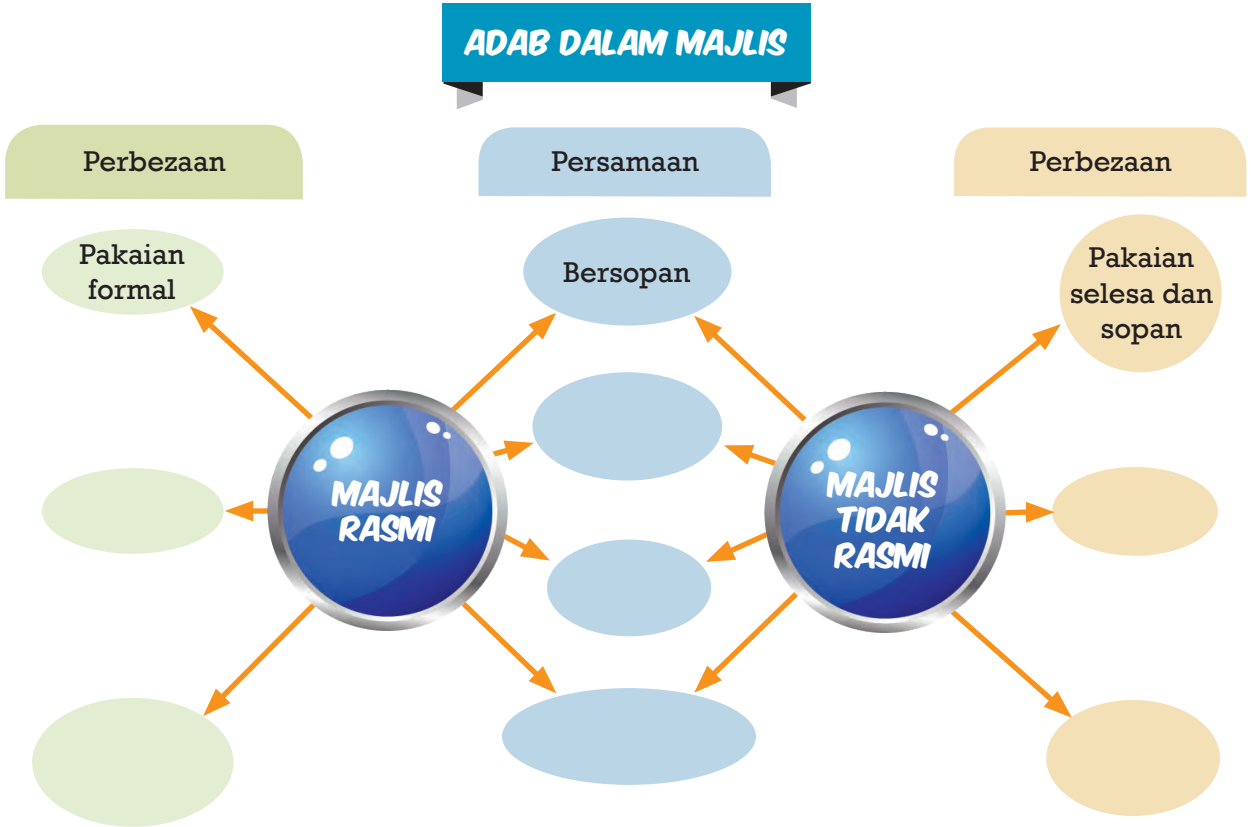 ADAB DALAM MAJLIS
Perbezaan
Persamaan
Perbezaan
Pakaian
formal
Bersopan
Pakaian
selesa dan
sopan
MAJLIS
RASMI
MAJLIS
TIDAK
RASMI